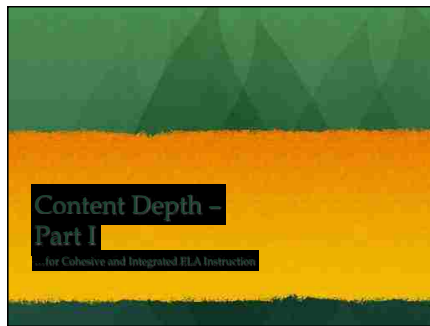 Content Depth –
Part I
...for Cohesive and Integrated ELA Instruction